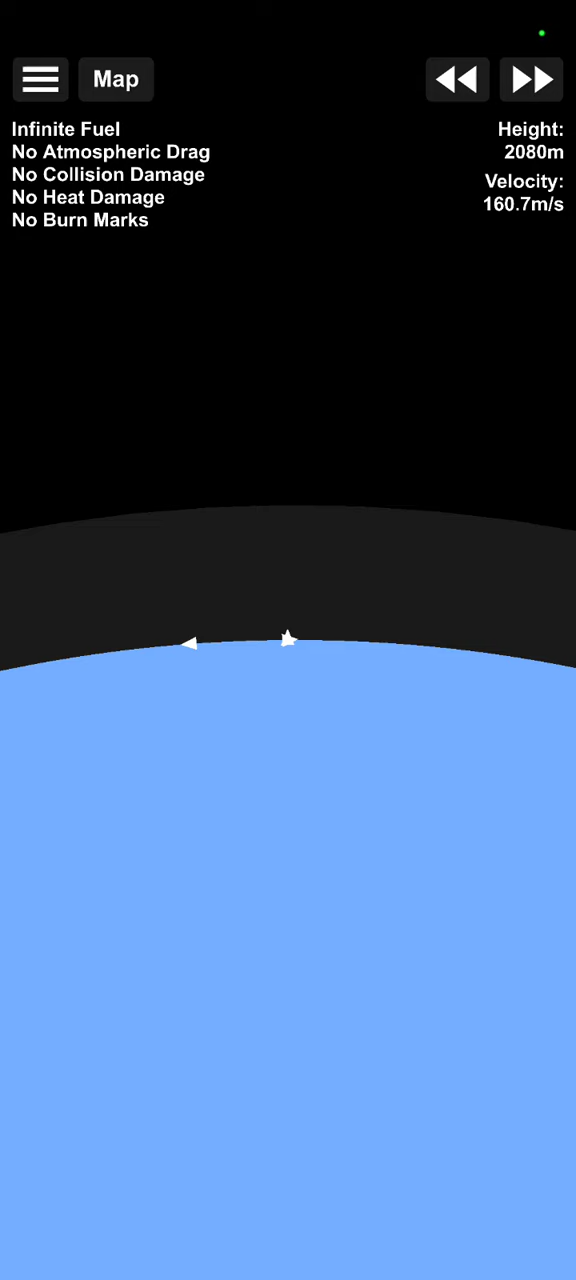 Map
Infinite Fuel
No Atmospheric Drag
No Collision Damage
No Heat Damage
No Burn Marks
Height:
2080m
Velocity:
160.7m/s